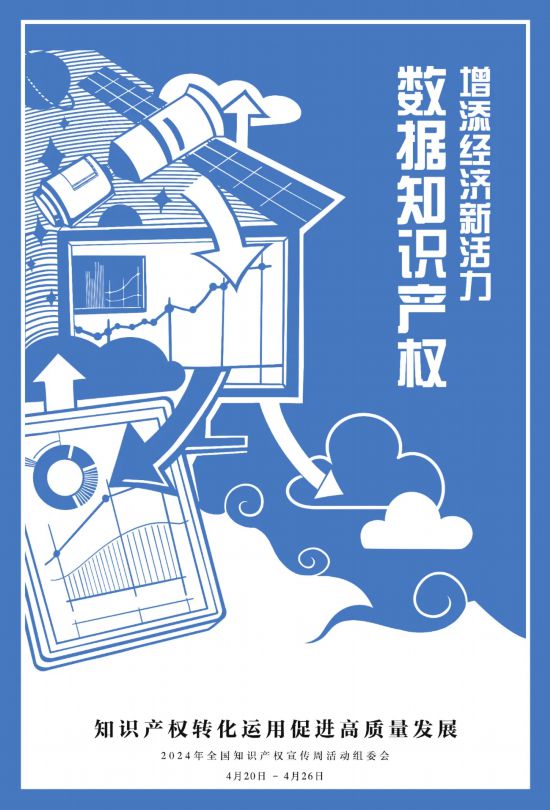 增添经济新活力
数据知识产权
知识产权转化运用促进高质量发展
2024年全国知识产权宣传周活动组委会
4月20日 - 4月26日